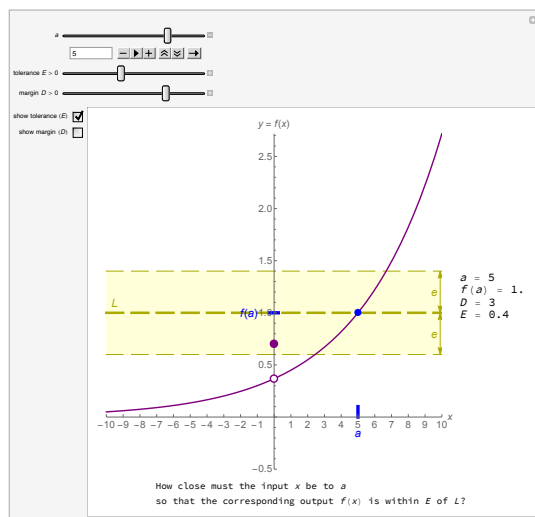 a
5
tolerance E > 0
margin D > 0
show tolerance (E)
show margin (D)
y = f(x)
2.5
2.0
1.5
L
f(a)
1.0
0.5
-0.5
e
e
a = 5
f(a) = 1.
D = 3
E = 0.4
-10 -9 -8 -7 -6 -5 -4 -3 -2 -1 1 2 3 4 5 6 7 8 9 10 x
a
How close must the input x be to a
so that the corresponding output f(x) is within E of L?